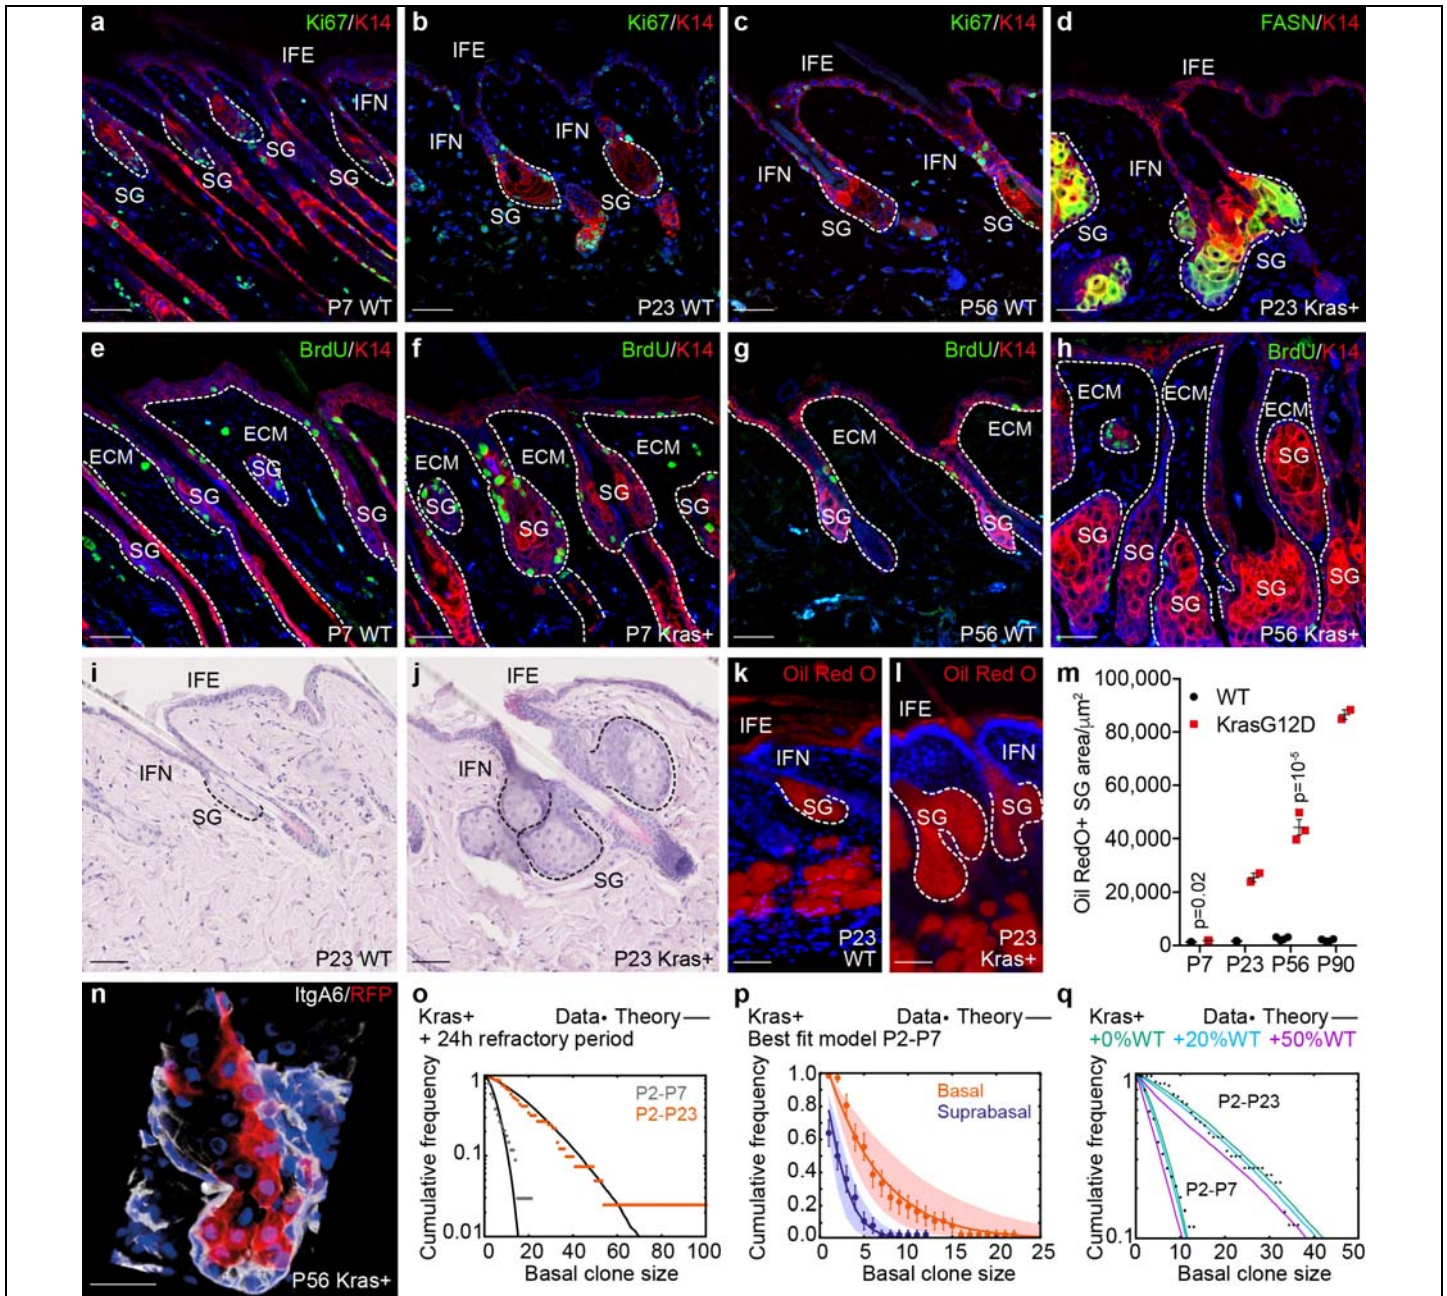 a
Ki67/K14
IFE
IFN
SG
SG
SG
SG
P7 WT
b
Ki67/K14
IFE
IFN
IFN
SG
SG
P23 WT
c
Ki67/K14
IFE
IFN
IFN
SG
SG
P56 WT
d
FASN/K14
IFE
IFN
SG
SG
P23 Kras+
e
BrdU/K14
ECM
ECM
SG
SG
SG
SG
P7 WT
f
BrdU/K14
ECM
ECM
ECM
SG
SG
SG
SG
P7 Kras+
g
BrdU/K14
ECM
ECM
SG
SG
P56 WT
h
BrdU/K14
ECM
ECM
ECM
SG
SG
SG
SG
SG
SG
P56 Kras+
i
IFE
IFN
SG
P23 WT
j
IFE
IFN
SG
P23 Kras+
k
Oil Red O
IFE
IFN
SG
P23
WT
l
Oil Red O
IFE
IFN
SG
SG
P23
Kras+
m
Oil RedO+ SG area/μm²
100,000
80,000
60,000
40,000
20,000
0
WT
KrasG12D
p=0.02
p=10⁻⁵
P7 P23 P56 P90
n
ItgA6/RFP
P56 Kras+
o
Kras+ Data• Theory—
+ 24h refractory period
P2-P7
P2-P23
Cumulative frequency
1
0.1
0.01
0 20 40 60 80 100
Basal clone size
p
Kras+ Data• Theory—
Best fit model P2-P7
Basal
Suprabasal
Cumulative frequency
1.0
0.8
0.6
0.4
0.2
0.0
0 5 10 15 20 25
Basal clone size
q
Kras+ Data• Theory—
+0%WT +20%WT +50%WT
P2-P23
P2-P7
Cumulative frequency
1
0.1
0 10 20 30 40 50
Basal clone size